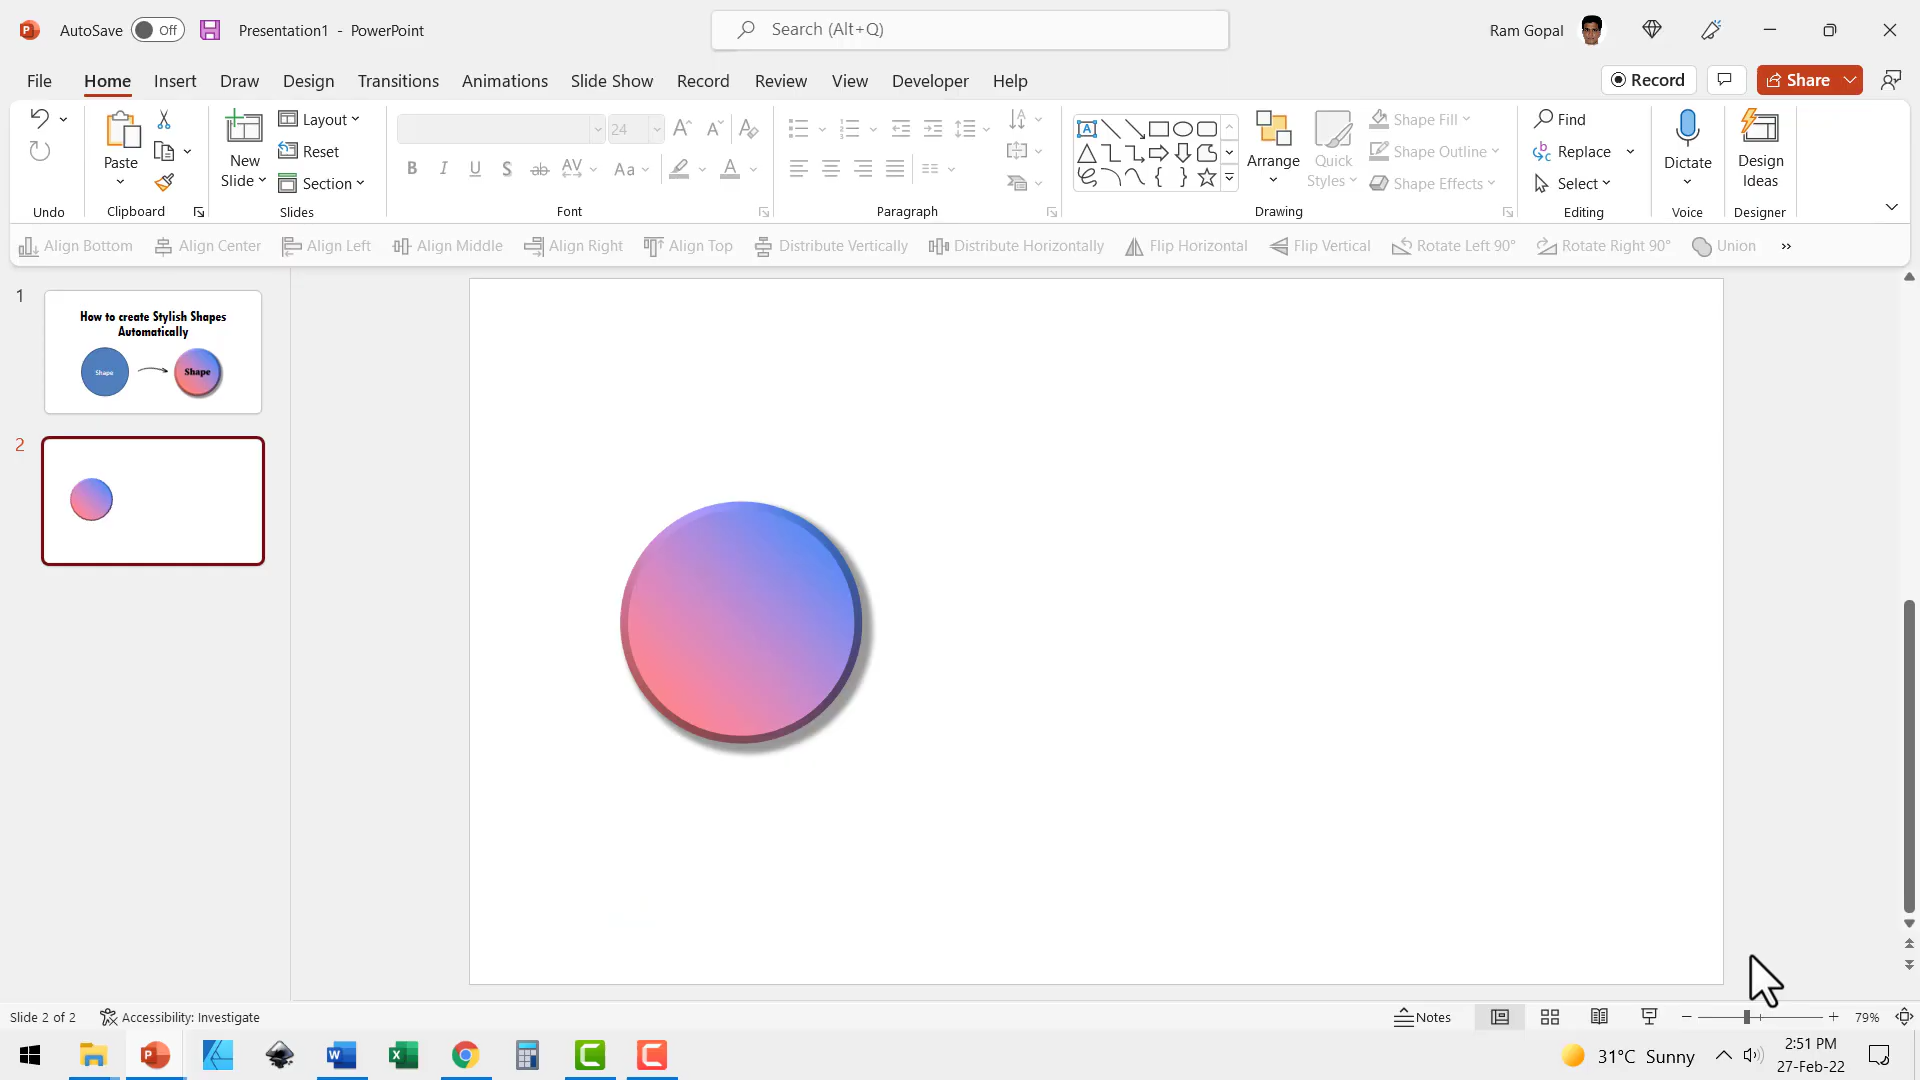 AutoSave Off Presentation1 - PowerPoint Search (Alt+Q) Ram Gopal
File Home Insert Draw Design Transitions Animations Slide Show Record Review View Developer Help Record Share
Undo
Paste
Clipboard
New Slide
Layout
Reset
Section
Slides
24
B I U S ab AV Aa A
Font
Paragraph
Arrange
Quick Styles
Shape Fill
Shape Outline
Shape Effects
Drawing
Find
Replace
Select
Editing
Dictate
Voice
Design Ideas
Designer
Align Bottom Align Center Align Left Align Middle Align Right Align Top Distribute Vertically Distribute Horizontally Flip Horizontal Flip Vertical Rotate Left 90° Rotate Right 90° Union
1
How to create Stylish Shapes
Automatically
Shape Shape
2
Slide 2 of 2 Accessibility: Investigate Notes 79%
31°C Sunny
2:51 PM
27-Feb-22